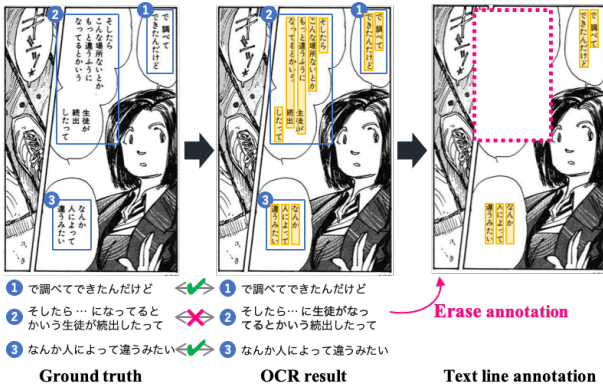 1
で 調べて
できたんだけど
2
そしたら
こんな場所ないとか
もっと違うふうに
なってるとかいう
生徒が
続出
したって
3
なんか
人によって
違うみたい
1
で 調べて
できたんだけど
2
そしたら
こんな場所ないとか
もっと違うふうに
なってるとかいう
生徒が
続出
したって
3
なんか
人によって
違うみたい
で 調べて
できたんだけど
なんか
人によって
違うみたい
1 で調べてできたんだけど
1 で調べてできたんだけど
2 そしたら … になってると
かいう生徒が続出したって
2 そしたら… に生徒がなっ
てるとかいう続出したって
Erase annotation
3 なんか人によって違うみたい
3 なんか人によって違うみたい
Ground truth
OCR result
Text line annotation